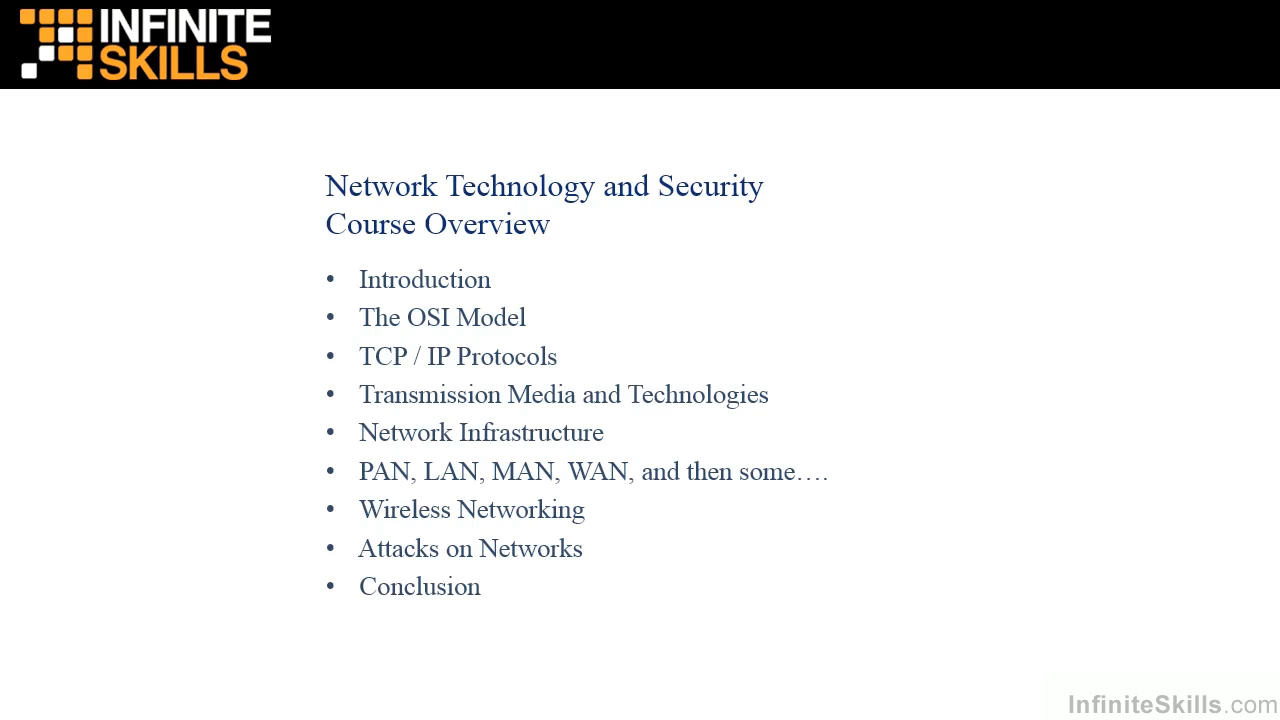 INFINITE
SKILLS
Network Technology and Security
Course Overview
• Introduction
• The OSI Model
• TCP / IP Protocols
• Transmission Media and Technologies
• Network Infrastructure
• PAN, LAN, MAN, WAN, and then some….
• Wireless Networking
• Attacks on Networks
• Conclusion
InfiniteSkills.com